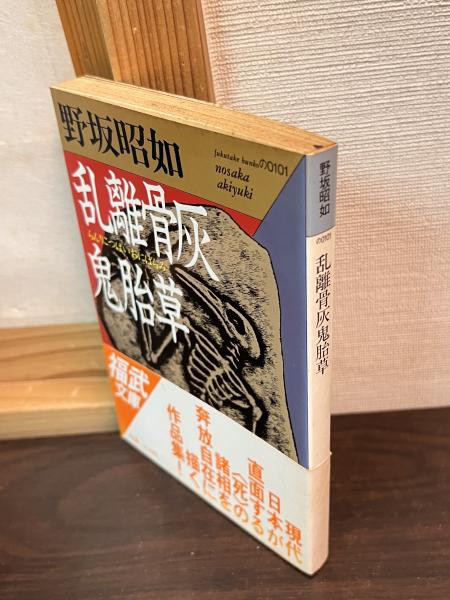 野坂昭如
fukutake bunko の0101
nosaka
akiyuki
乱離骨灰
鬼胎草
福武
文庫
現代
日本が
直面する
〈死〉の
諸相を
奔放自在に
描く
作品集!
野坂昭如
の0101
乱離骨灰鬼胎草